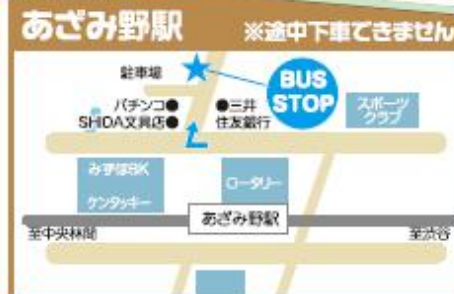 あざみ野駅 ※途中下車できません
駐車場
BUS
STOP
パチンコ●
SHIDA文具店●
●三井
住友銀行
スポーツ
クラブ
みずほBK
ケンタッキー
ロータリー
あざみ野駅
至中央林間
至渋谷